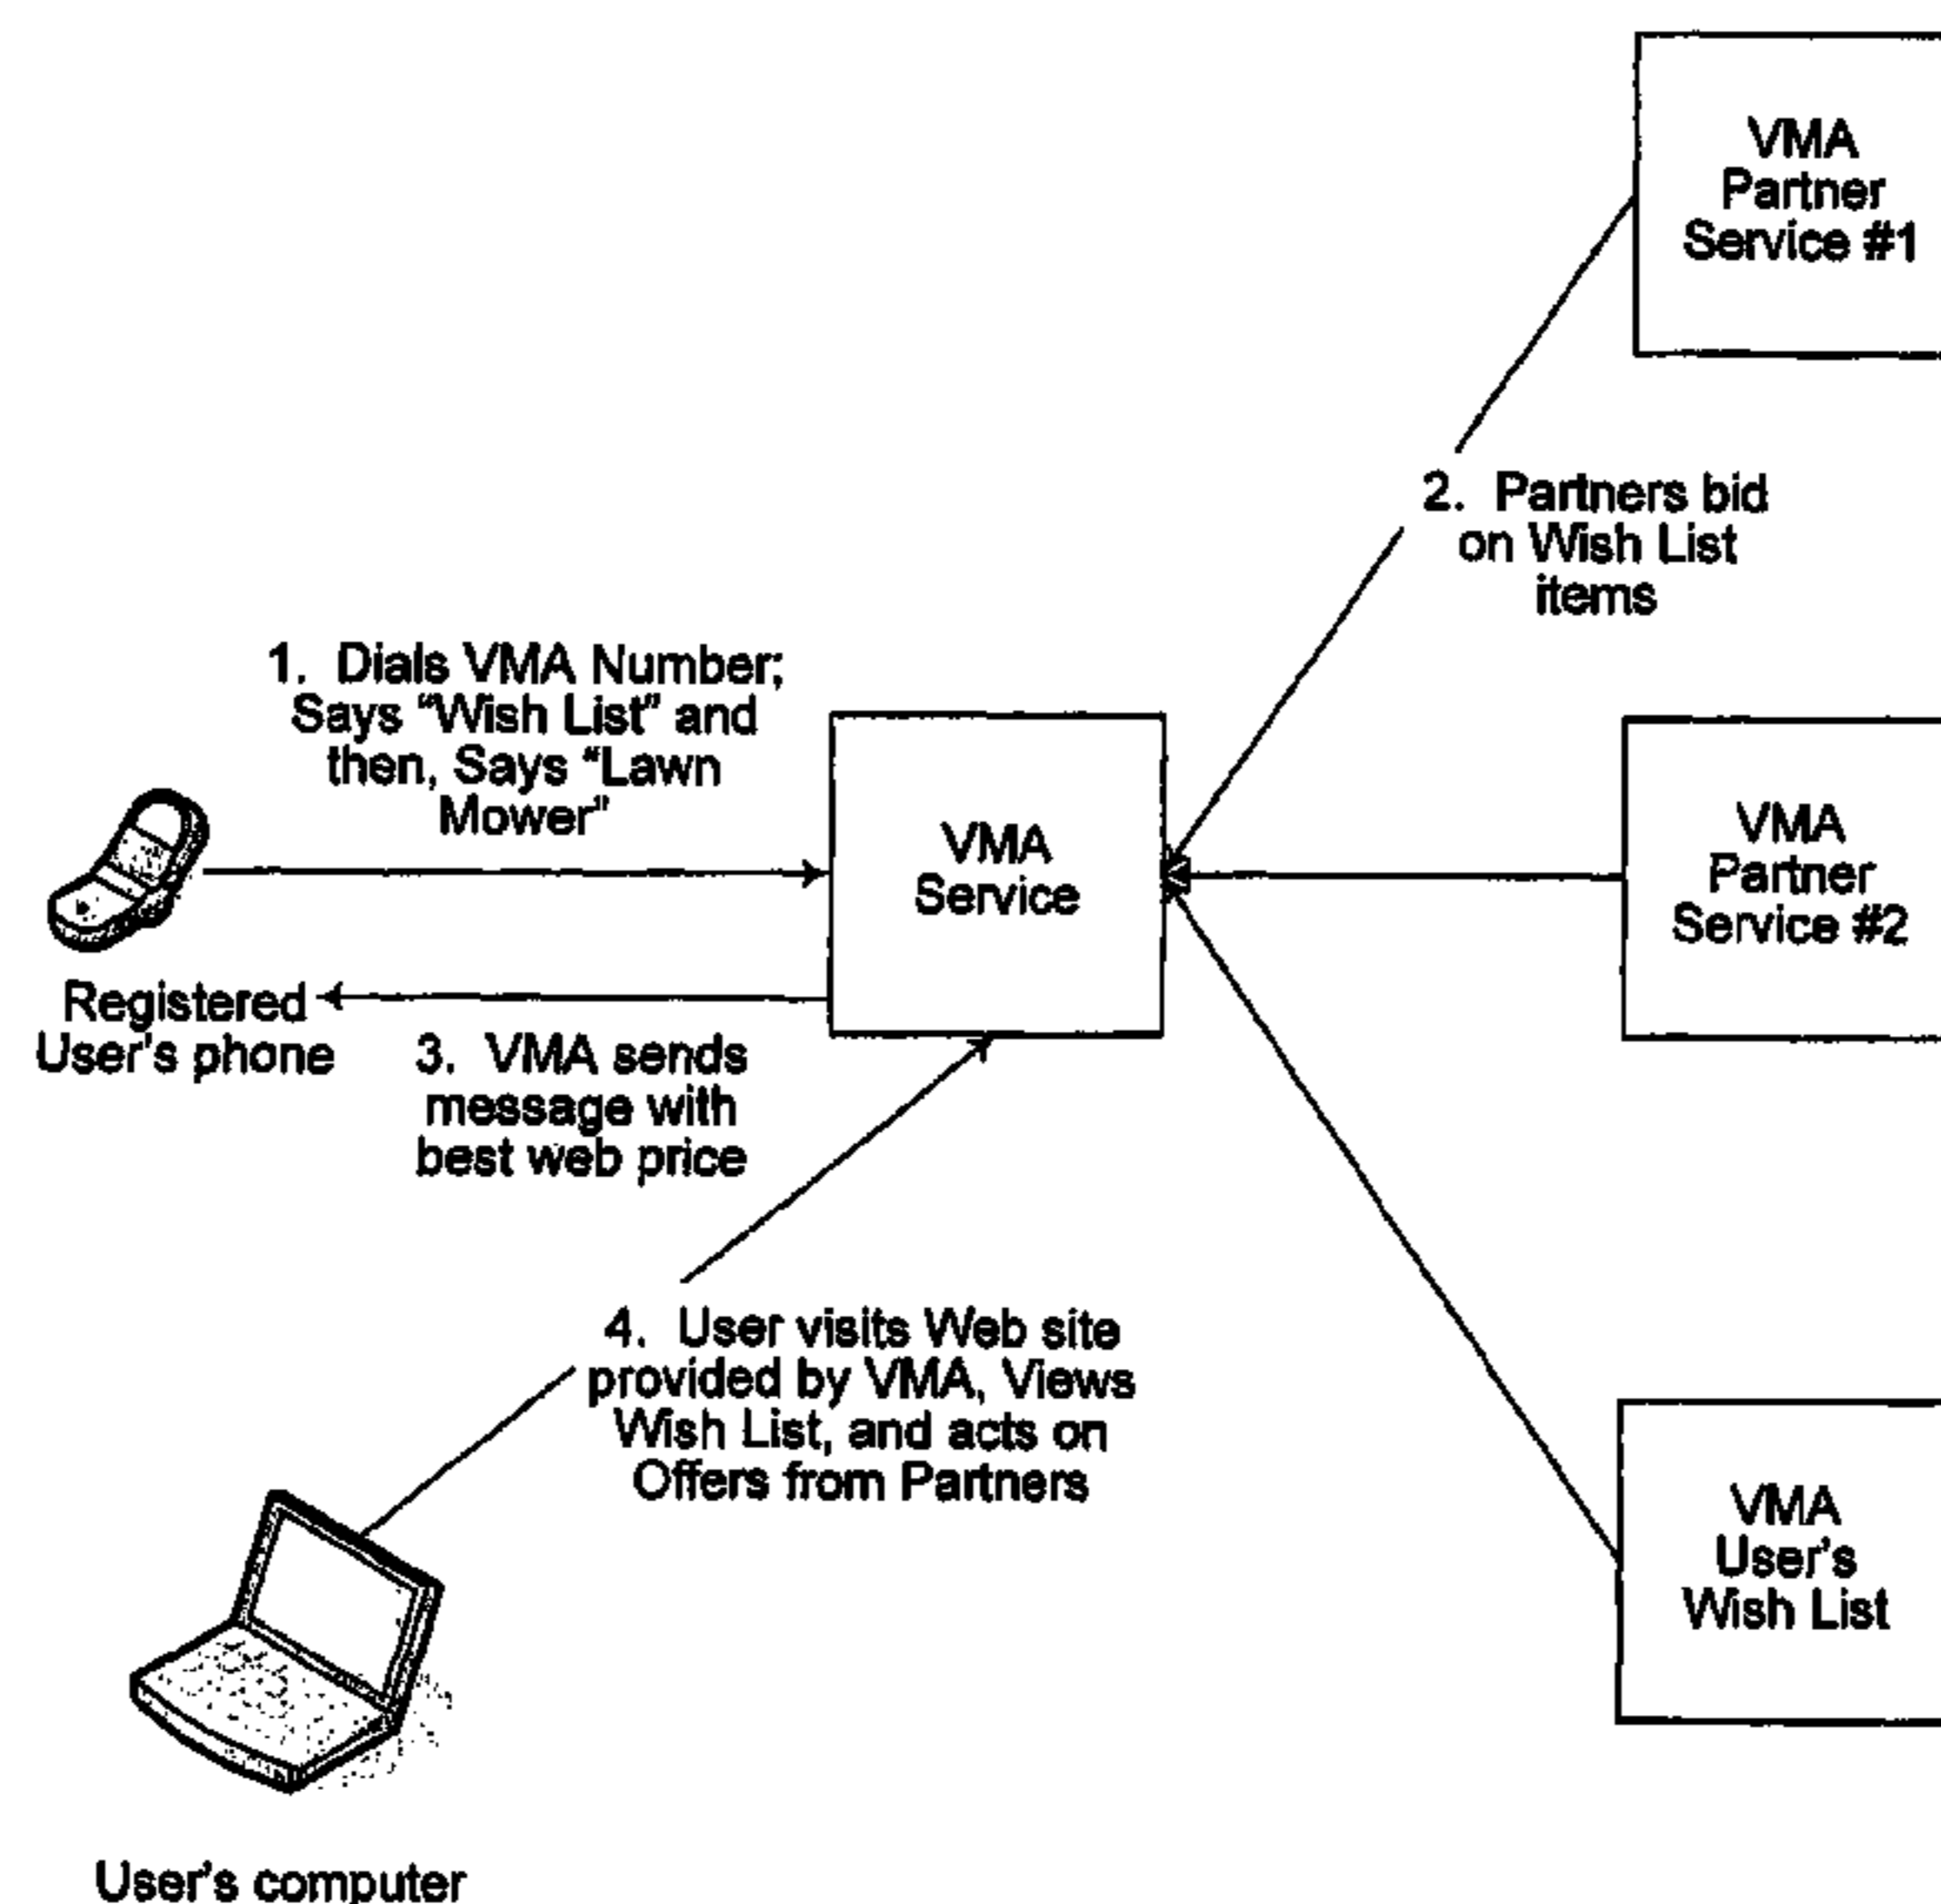 VMA
Partner
Service #1
2. Partners bid
on Wish List
items
1. Dials VMA Number;
Says “Wish List” and
then, Says “Lawn
Mower”
VMA
Service
VMA
Partner
Service #2
Registered
User's phone
3. VMA sends
message with
best web price
4. User visits Web site
provided by VMA, Views
Wish List, and acts on
Offers from Partners
VMA
User's
Wish List
User's computer